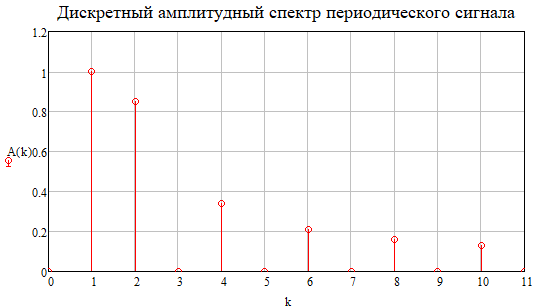 Дискретный амплитудный спектр периодического сигнала
1.2
1
0.8
A(k) 0.6
0.4
0.2
0
0 1 2 3 4 5 6 7 8 9 10 11
k